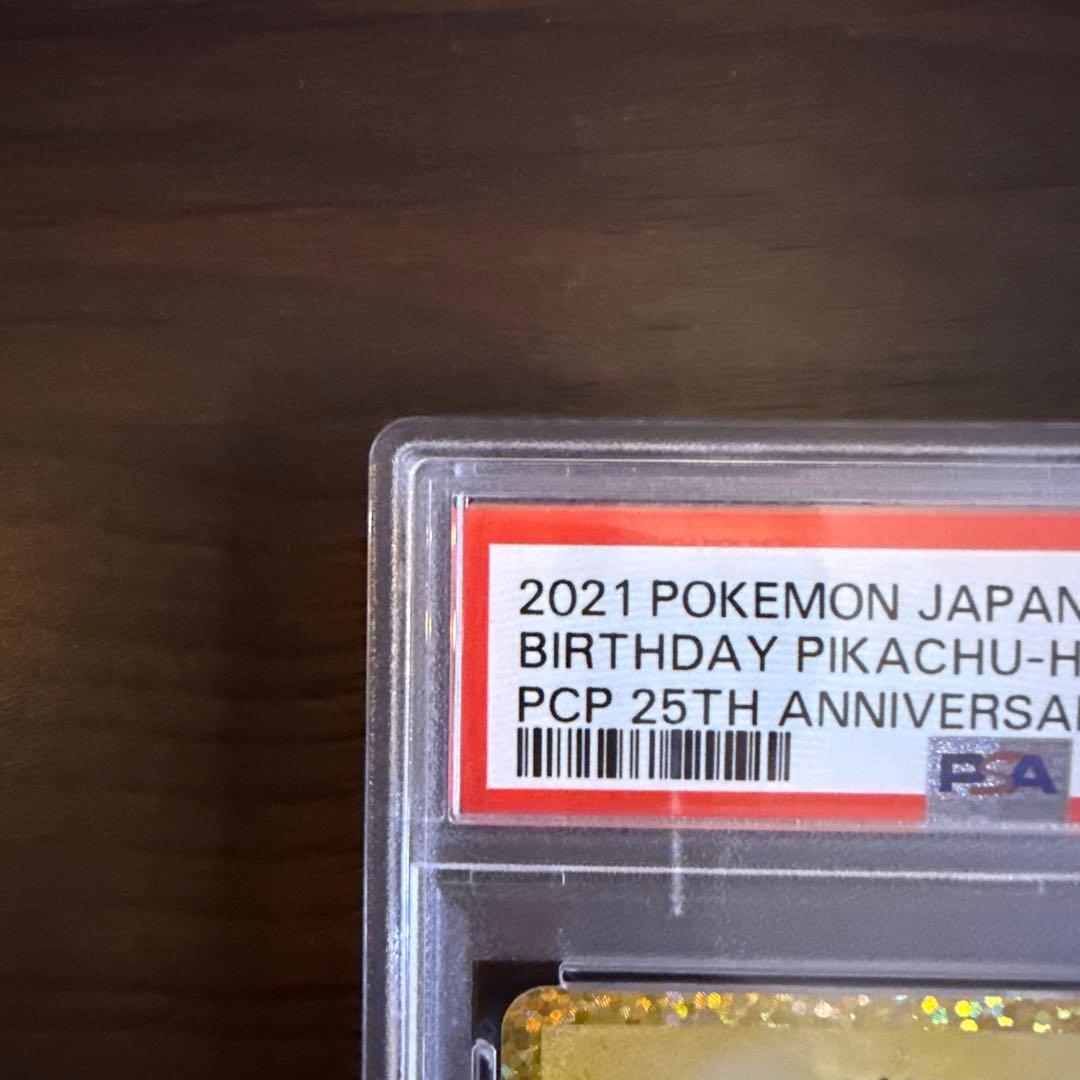 2021 POKEMON JAPAN
BIRTHDAY PIKACHU-H
PCP 25TH ANNIVERSA
PSA